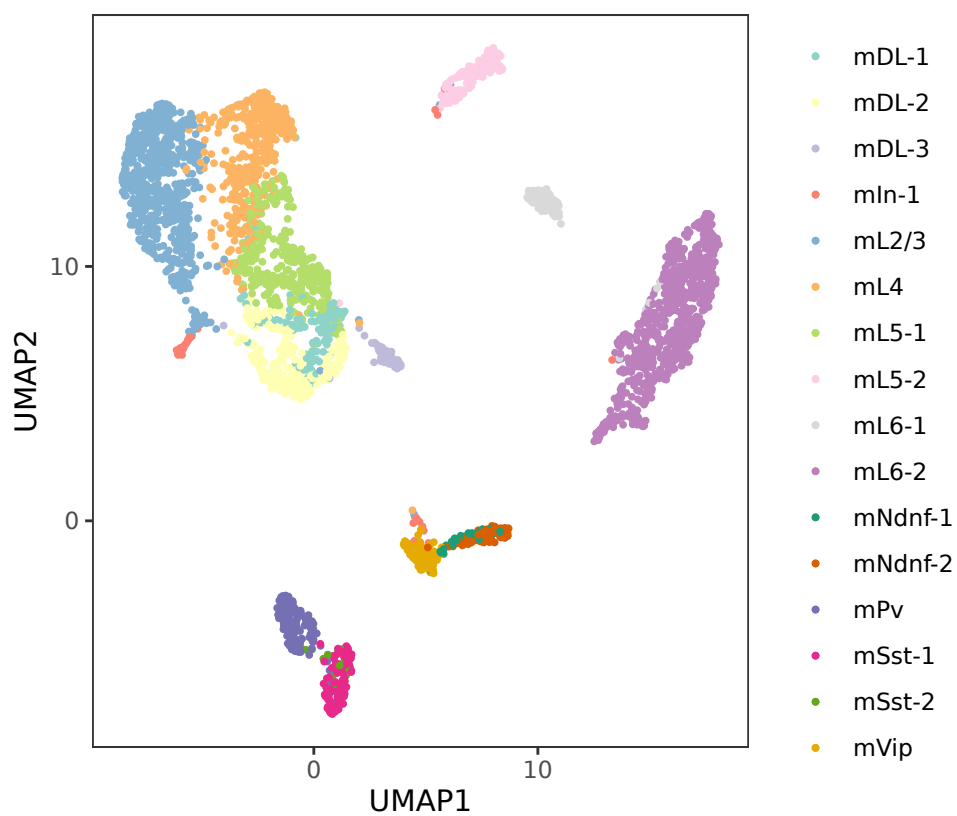 mDL-1
mDL-2
mDL-3
mIn-1
mL2/3
mL4
mL5-1
mL5-2
mL6-1
mL6-2
mNdnf-1
mNdnf-2
mPv
mSst-1
mSst-2
mVip
10
0
UMAP2
0 10
UMAP1